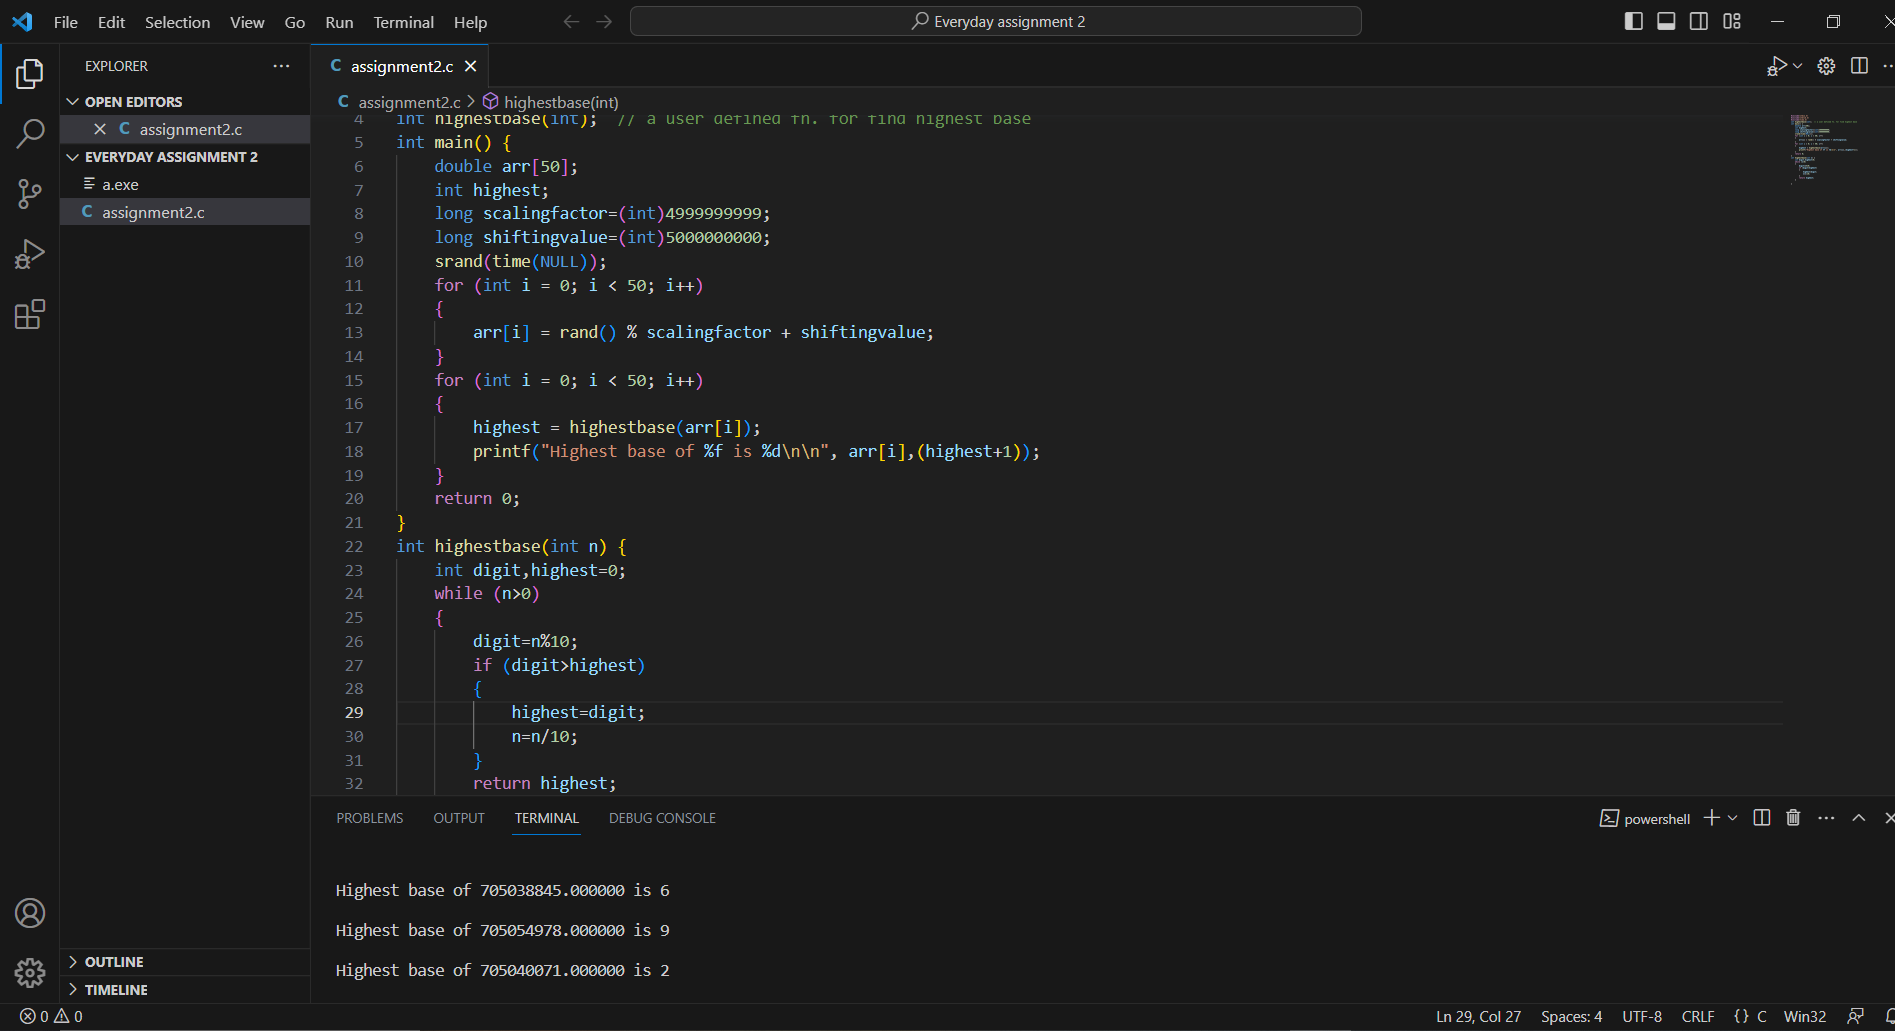 File Edit Selection View Go Run Terminal Help
Everyday assignment 2
EXPLORER
OPEN EDITORS
C assignment2.c
EVERYDAY ASSIGNMENT 2
a.exe
C assignment2.c
OUTLINE
TIMELINE
C assignment2.c
C assignment2.c > highestbase(int)
4 int highestbase(int); // a user defined fn. for find highest base
5 int main() {
6 double arr[50];
7 int highest;
8 long scalingfactor=(int)4999999999;
9 long shiftingvalue=(int)5000000000;
10 srand(time(NULL));
11 for (int i = 0; i < 50; i++)
12 {
13 arr[i] = rand() % scalingfactor + shiftingvalue;
14 }
15 for (int i = 0; i < 50; i++)
16 {
17 highest = highestbase(arr[i]);
18 printf("Highest base of %f is %d\n\n", arr[i],(highest+1));
19 }
20 return 0;
21 }
22 int highestbase(int n) {
23 int digit,highest=0;
24 while (n>0)
25 {
26 digit=n%10;
27 if (digit>highest)
28 {
29 highest=digit;
30 n=n/10;
31 }
32 return highest;
PROBLEMS OUTPUT TERMINAL DEBUG CONSOLE
powershell
Highest base of 705038845.000000 is 6
Highest base of 705054978.000000 is 9
Highest base of 705040071.000000 is 2
0 0
Ln 29, Col 27 Spaces: 4 UTF-8 CRLF {} C Win32